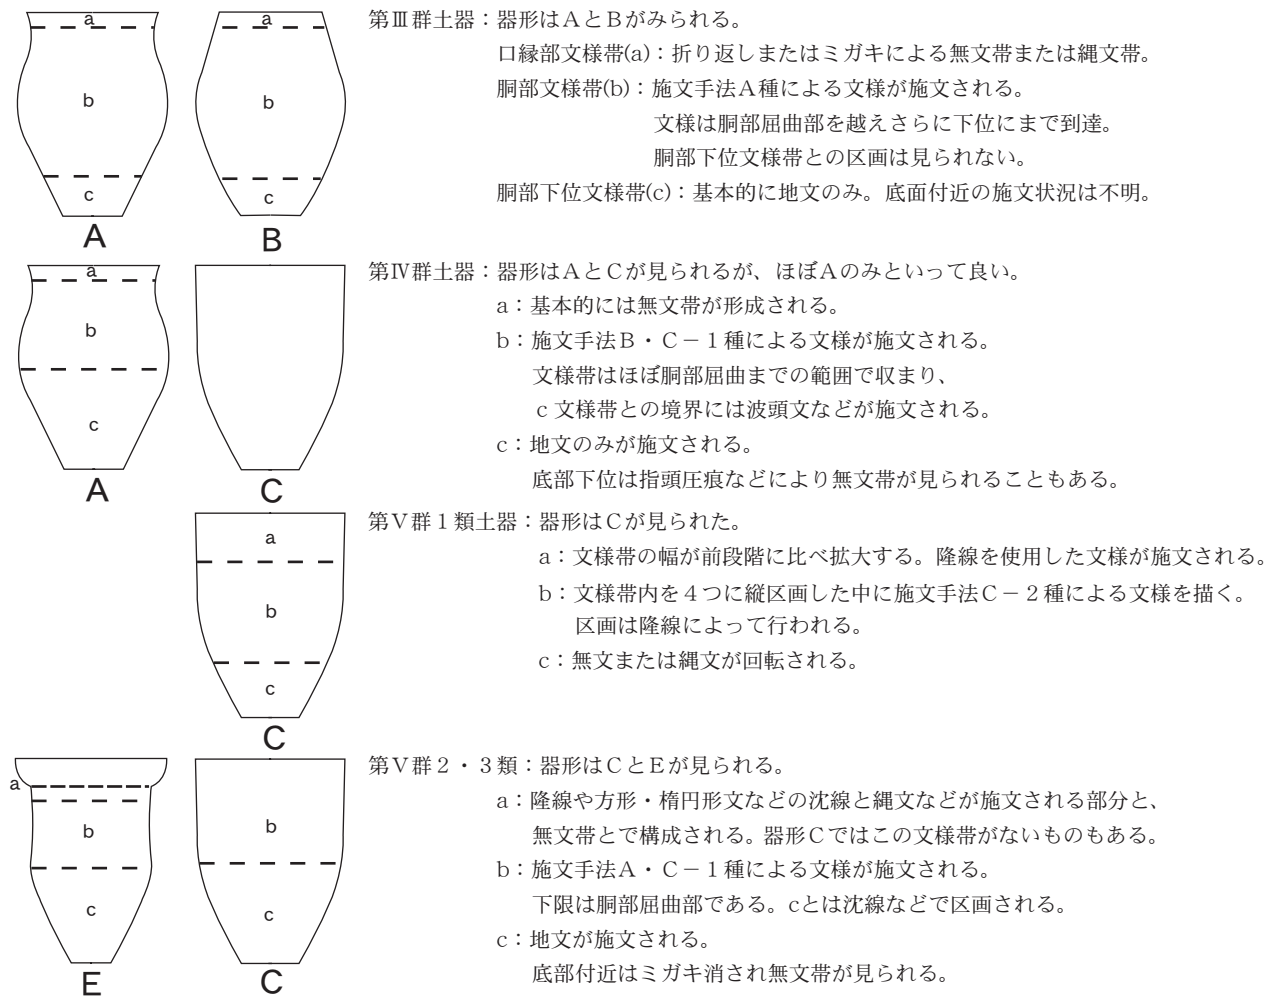 a
b
c
A
a
b
c
B
第Ⅲ群土器：器形はＡとＢがみられる。
口縁部文様帯(a)：折り返しまたはミガキによる無文帯または縄文帯。
胴部文様帯(b)：施文手法Ａ種による文様が施文される。
文様は胴部屈曲部を越えさらに下位にまで到達。
胴部下位文様帯との区画は見られない。
胴部下位文様帯(c)：基本的に地文のみ。底面付近の施文状況は不明。
a
b
c
A
C
第Ⅳ群土器：器形はＡとＣが見られるが、ほぼＡのみといって良い。
a：基本的には無文帯が形成される。
b：施文手法Ｂ・Ｃ－１種による文様が施文される。
文様帯はほぼ胴部屈曲までの範囲で収まり、
ｃ文様帯との境界には波頭文などが施文される。
c：地文のみが施文される。
底部下位は指頭圧痕などにより無文帯が見られることもある。
a
b
c
C
第Ⅴ群１類土器：器形はＣが見られた。
a：文様帯の幅が前段階に比べ拡大する。隆線を使用した文様が施文される。
b：文様帯内を４つに縦区画した中に施文手法Ｃ－２種による文様を描く。
区画は隆線によって行われる。
c：無文または縄文が回転される。
a
b
c
E
b
c
C
第Ⅴ群２・３類：器形はＣとＥが見られる。
a：隆線や方形・楕円形文などの沈線と縄文などが施文される部分と、
無文帯とで構成される。器形Ｃではこの文様帯がないものもある。
b：施文手法Ａ・Ｃ－１種による文様が施文される。
下限は胴部屈曲部である。cとは沈線などで区画される。
c：地文が施文される。
底部付近はミガキ消され無文帯が見られる。